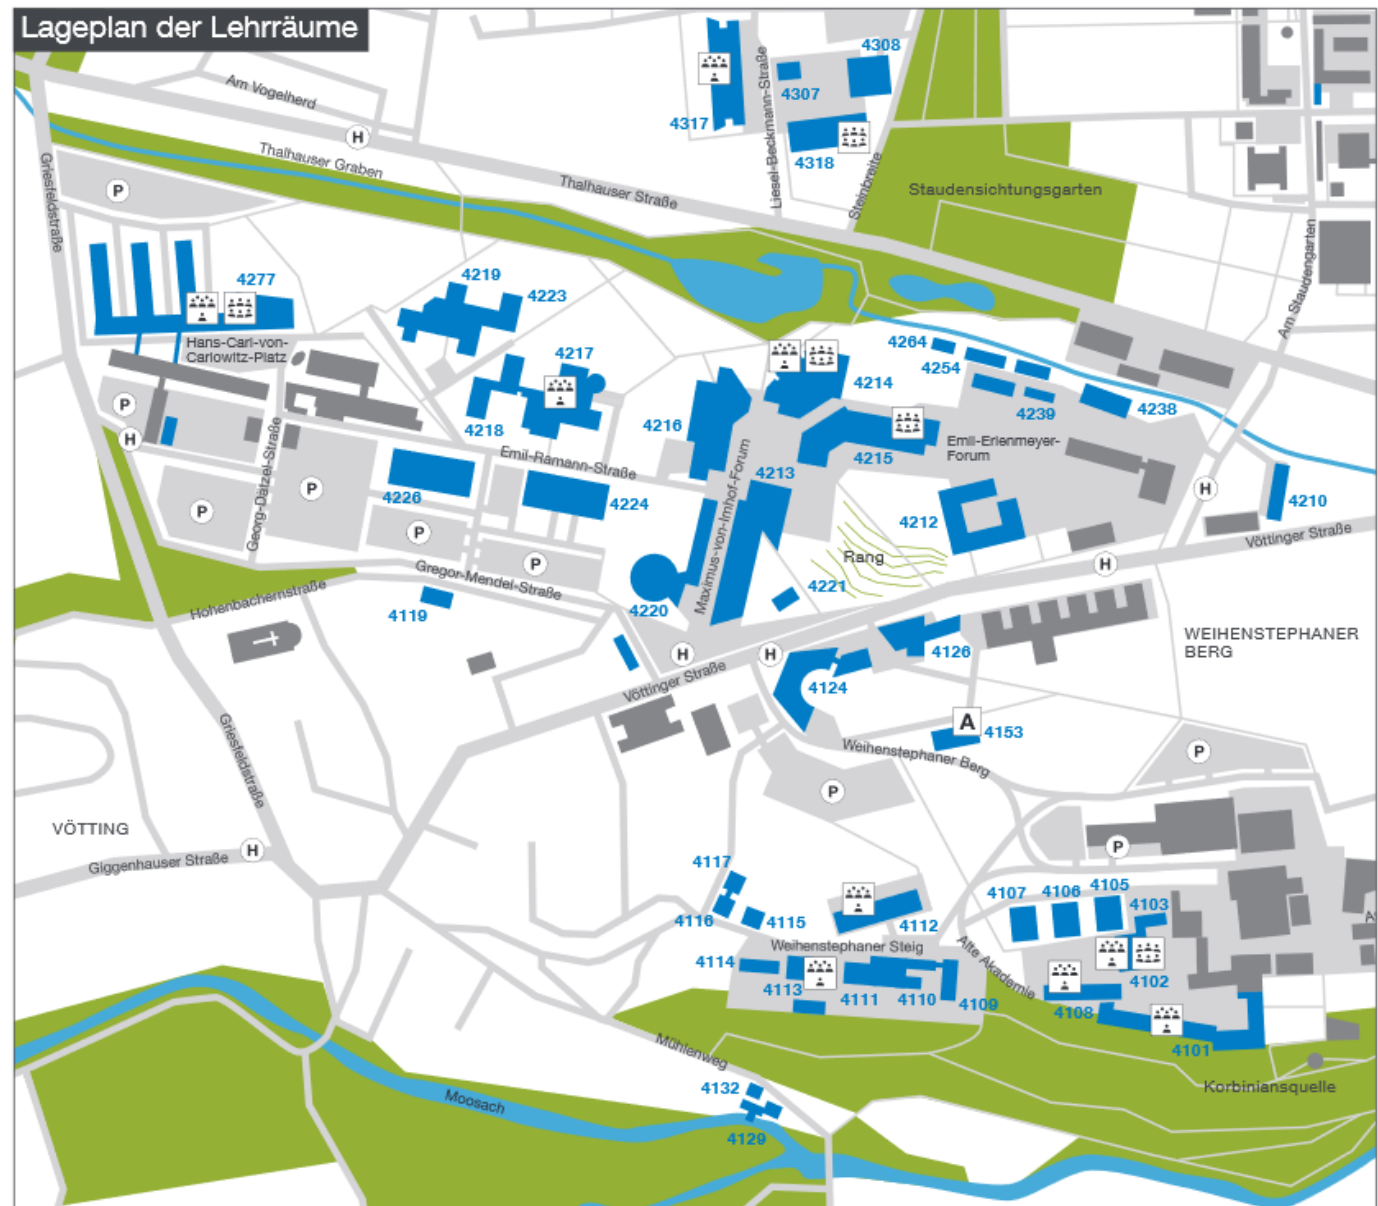 Lageplan der Lehrräume
4308
4307
4317
4318
Am Vogelherd
H
Thalhauser Graben
Thalhauser Straße
Liesel-Beckmann-Straße
Steinbreite
Staudensichtungsgarten
Griesfeldstraße
P
Am Staudengarten
4277
4219
4223
Hans-Carl-von-
Carlowitz-Platz
4217
4264
4254
4214
4239
4238
P
H
4218
4216
4215
Emil-Erlenmeyer-
Forum
Emil-Ramann-Straße
4213
Georg-Dätzel-Straße
P
P
4226
4224
Maximus-von-Imhof-Forum
4212
H
4210
Vöttinger Straße
P
P
Rang
H
Gregor-Mendel-Straße
Hohenbachernstraße
4119
4220
4221
WEIHENSTEPHANER
BERG
H
H
4126
Vöttinger Straße
4124
A
4153
Griesfeldstraße
Weihenstephaner Berg
P
P
VÖTTING
Giggenhauser Straße
H
P
4117
4116
4115
4112
4107
4106
4105
4103
Weihenstephaner Steig
Alte Akademie
4114
4113
4111
4110
4109
4102
4108
4101
Mühlenweg
Korbiniansquelle
Moosach
4132
4129